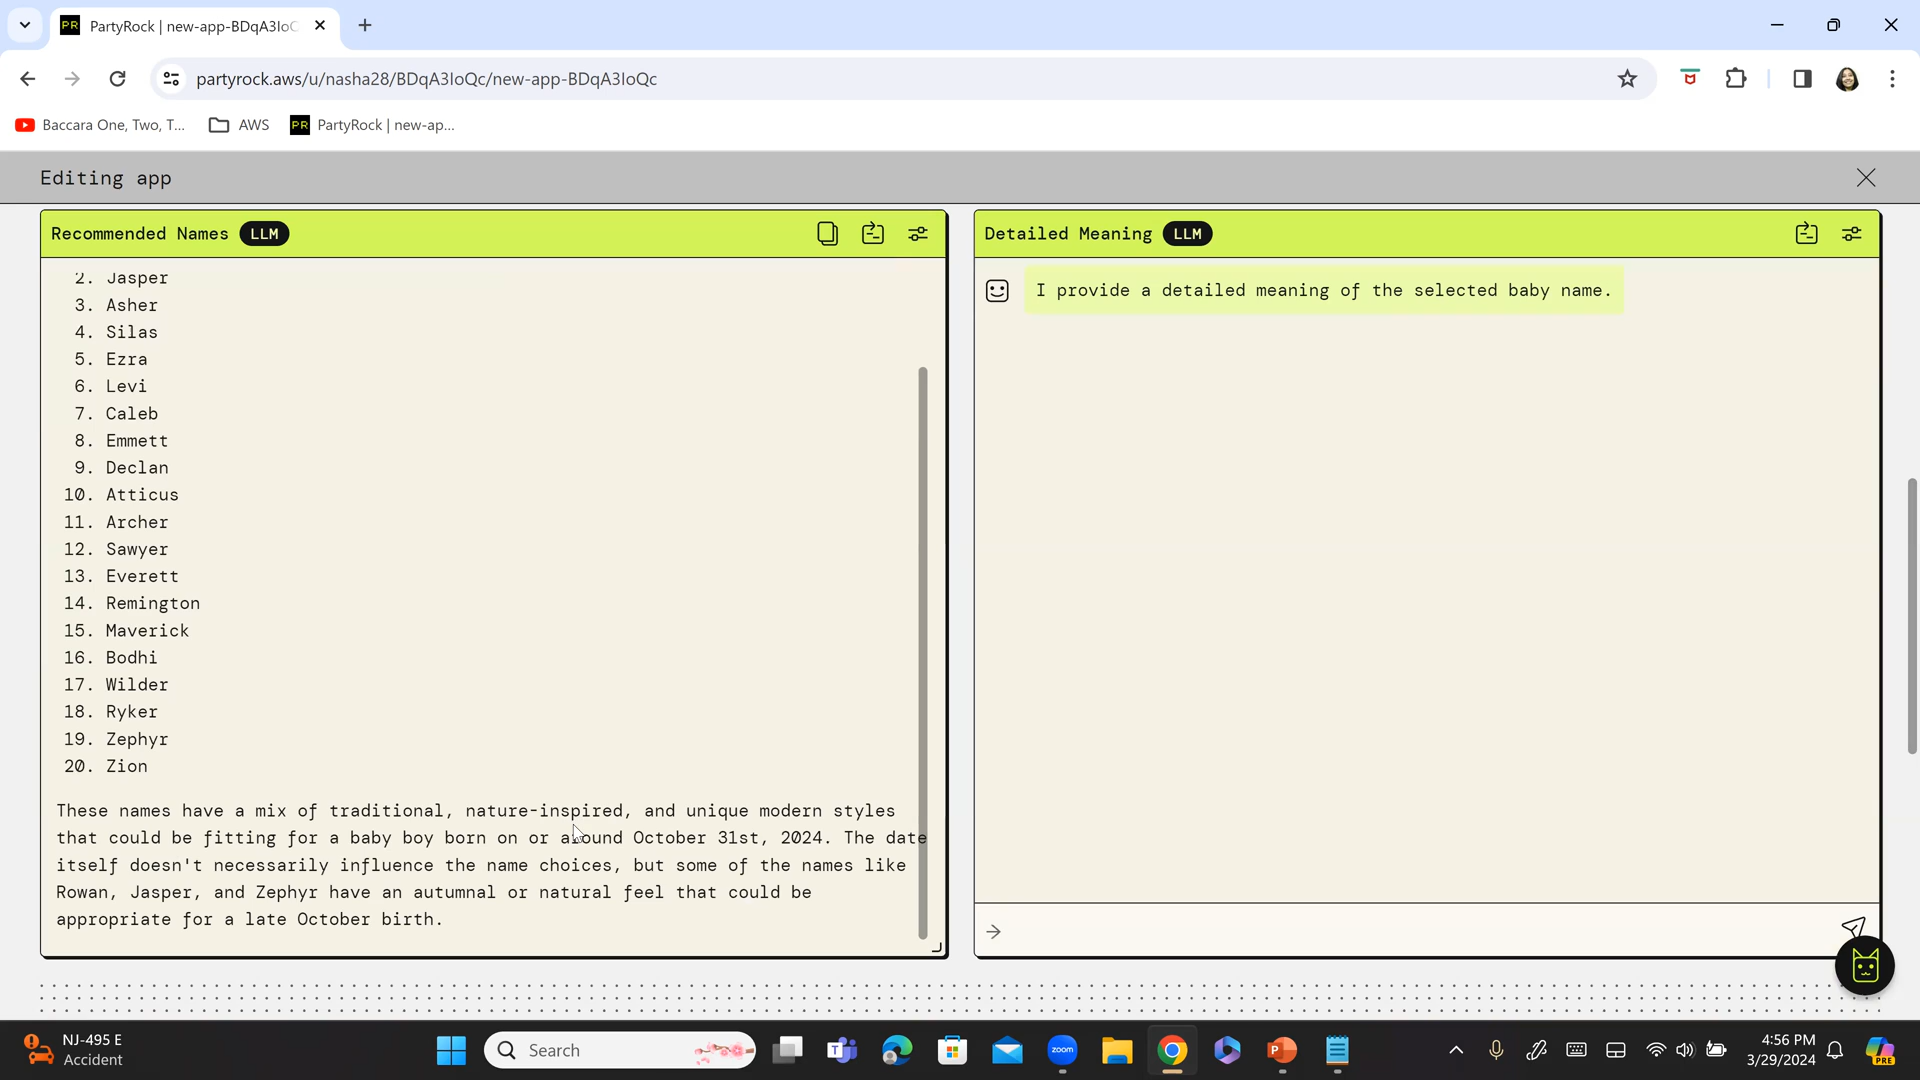 PR PartyRock | new-app-BDqA3IoQc
partyrock.aws/u/nasha28/BDqA3IoQc/new-app-BDqA3IoQc
Baccara One, Two, T...
AWS
PR PartyRock | new-ap...
Editing app
Recommended Names LLM
2. Jasper
3. Asher
4. Silas
5. Ezra
6. Levi
7. Caleb
8. Emmett
9. Declan
10. Atticus
11. Archer
12. Sawyer
13. Everett
14. Remington
15. Maverick
16. Bodhi
17. Wilder
18. Ryker
19. Zephyr
20. Zion
These names have a mix of traditional, nature-inspired, and unique modern styles
that could be fitting for a baby boy born on or around October 31st, 2024. The date
itself doesn't necessarily influence the name choices, but some of the names like
Rowan, Jasper, and Zephyr have an autumnal or natural feel that could be
appropriate for a late October birth.
Detailed Meaning LLM
I provide a detailed meaning of the selected baby name.
NJ-495 E
Accident
Search
zoom
4:56 PM
3/29/2024
PRE